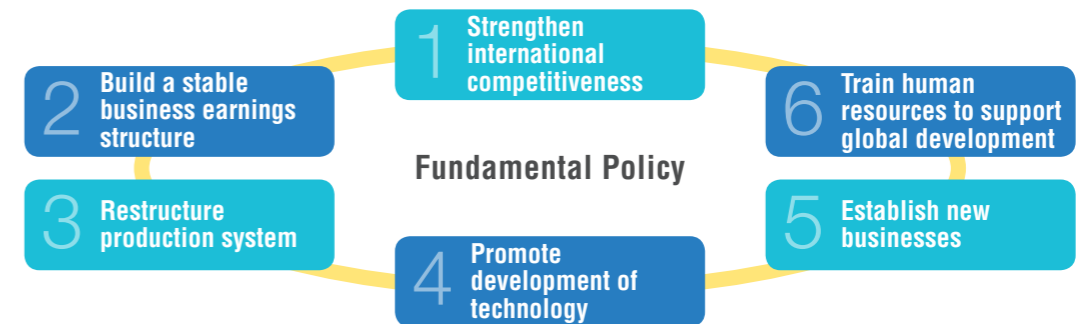 1
Strengthen
international
competitiveness
2
Build a stable
business earnings
structure
3
Restructure
production system
4
Promote
development of
technology
5
Establish new
businesses
6
Train human
resources to support
global development
Fundamental Policy